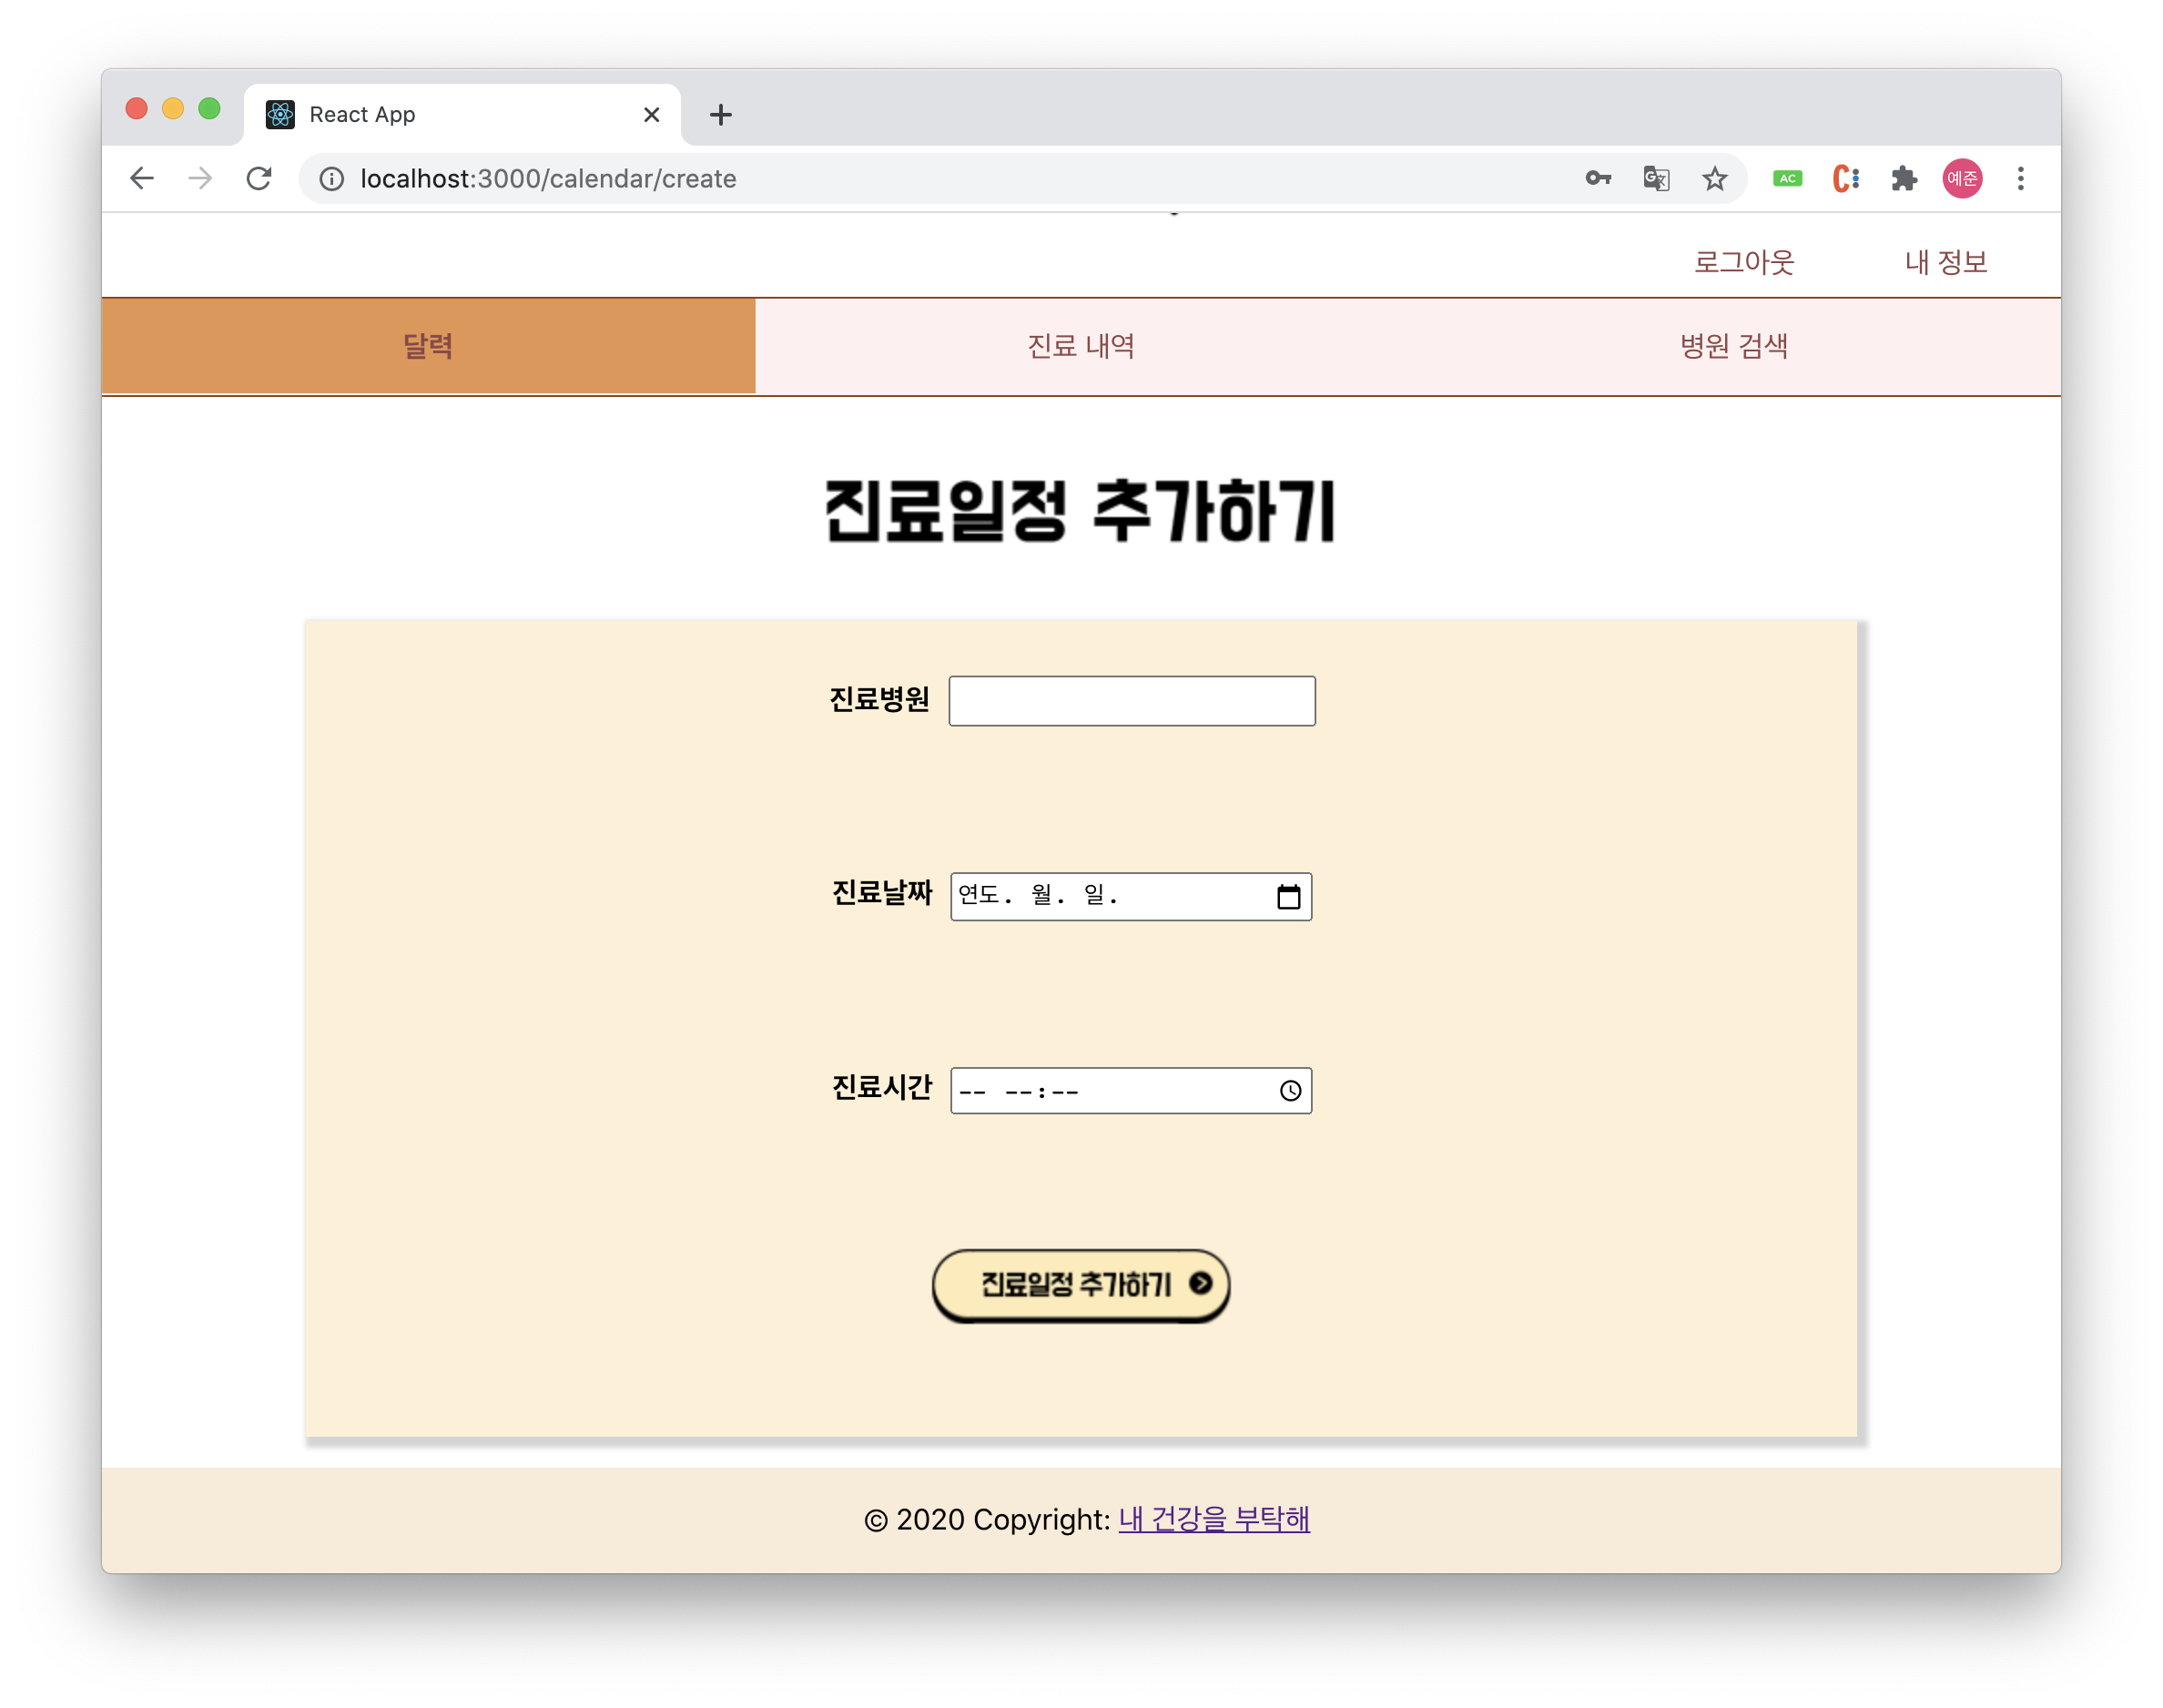 React App
localhost:3000/calendar/create
AC
예준
로그아웃 내 정보
달력 진료 내역 병원 검색
진료일정 추가하기
진료병원
진료날짜 연도. 월. 일.
진료시간 -- --:--
진료일정 추가하기
© 2020 Copyright: 내 건강을 부탁해